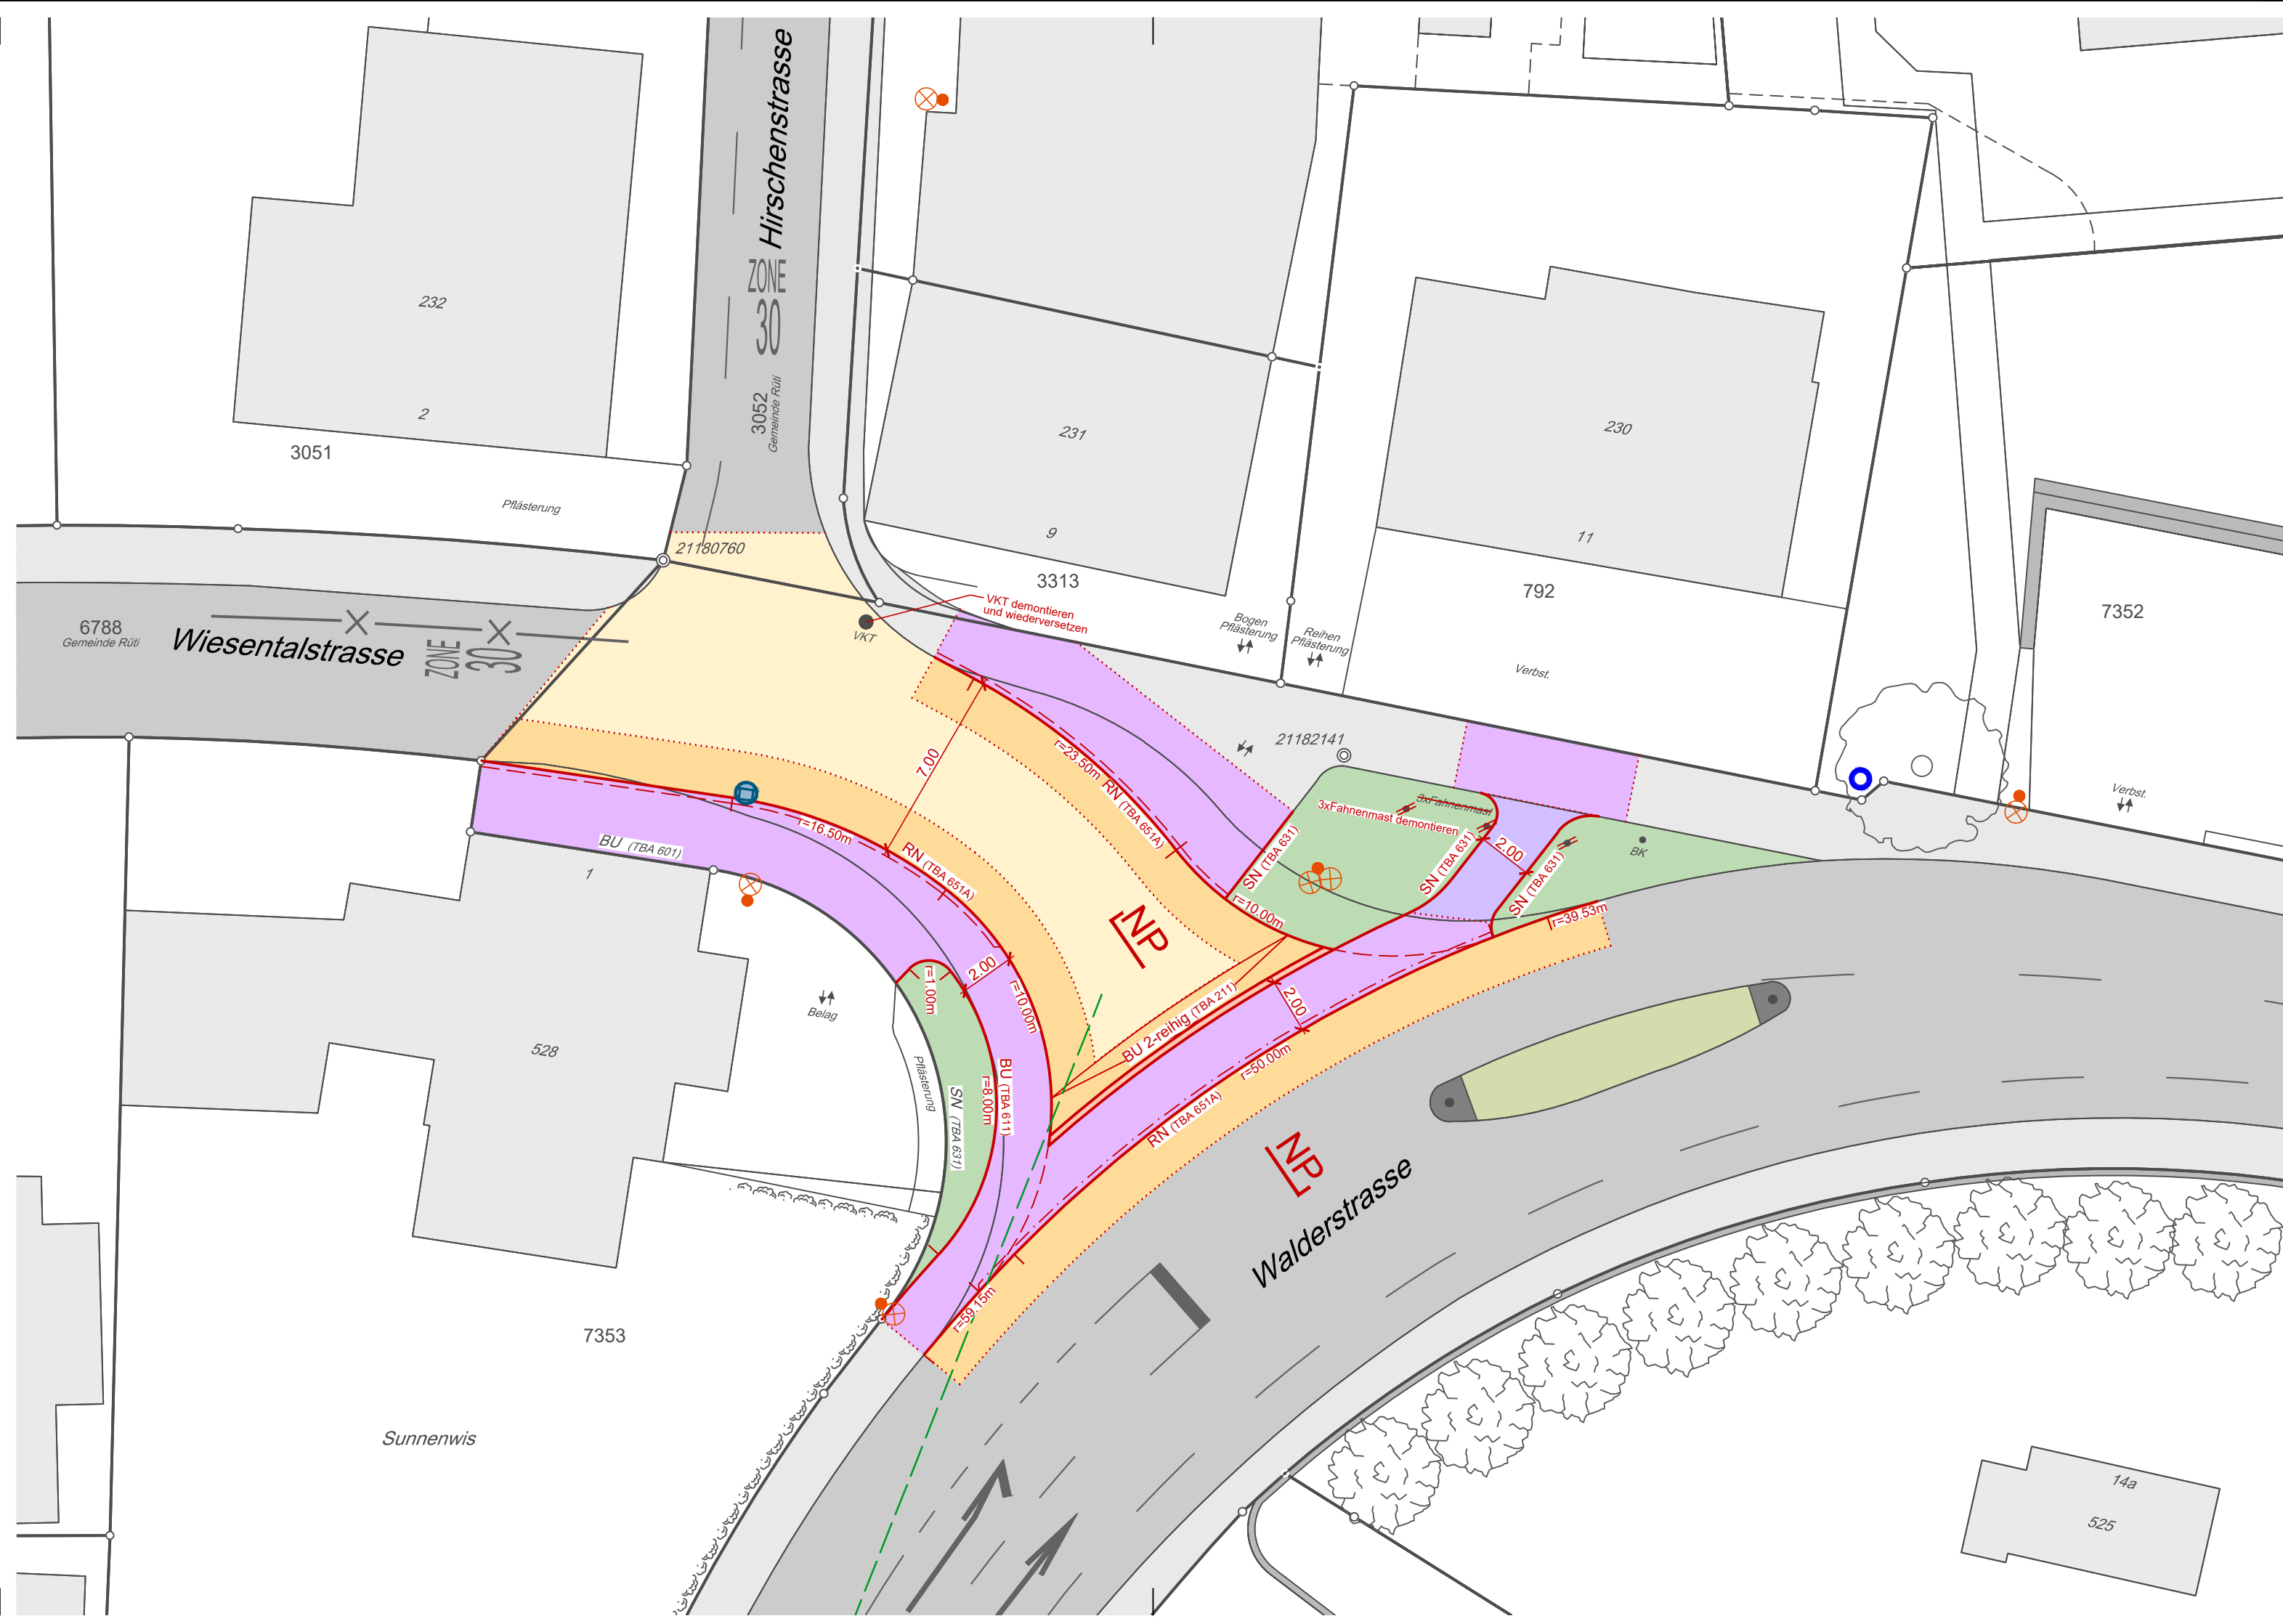 Hirschenstrasse
ZONE
30
3052
Gemeinde Rüti
232
2
3051
Pflästerung
21180760
6788
Gemeinde Rüti
Wiesentalstrasse
ZONE
30
231
9
3313
VKT demontieren
und wiederversetzen
VKT
Bogen
Pflästerung
Reihen
Pflästerung
230
11
792
Verbst.
7352
Verbst.
21182141
7.00
r=23.50m
RN (TBA 651A)
3xFahnenmast
3xFahnenmast demontieren
SN (TBA 631)
SN (TBA 631)
2.00
SN (TBA 631)
BK
r=39.53m
r=10.00m
r=16.50m
RN (TBA 651A)
BU (TBA 601)
1
NP
2.00
r=1.00m
r=10.00m
BU 2-reihig (TBA 211)
2.00
r=50.00m
RN (TBA 651A)
BU (TBA 611)
r=8.00m
SN (TBA 631)
Pflästerung
Belag
528
NP
Walderstrasse
r=59.15m
7353
Sunnenwis
14a
525